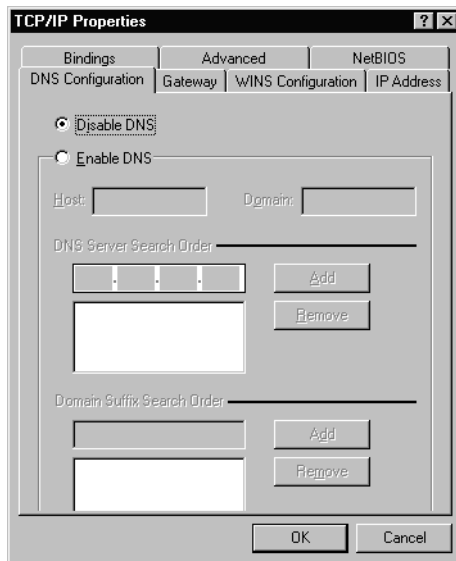 TCP/IP Properties
Bindings Advanced NetBIOS
DNS Configuration Gateway WINS Configuration IP Address
Disable DNS
Enable DNS
Host: Domain:
DNS Server Search Order
. . . Add
Remove
Domain Suffix Search Order
Add
Remove
OK Cancel